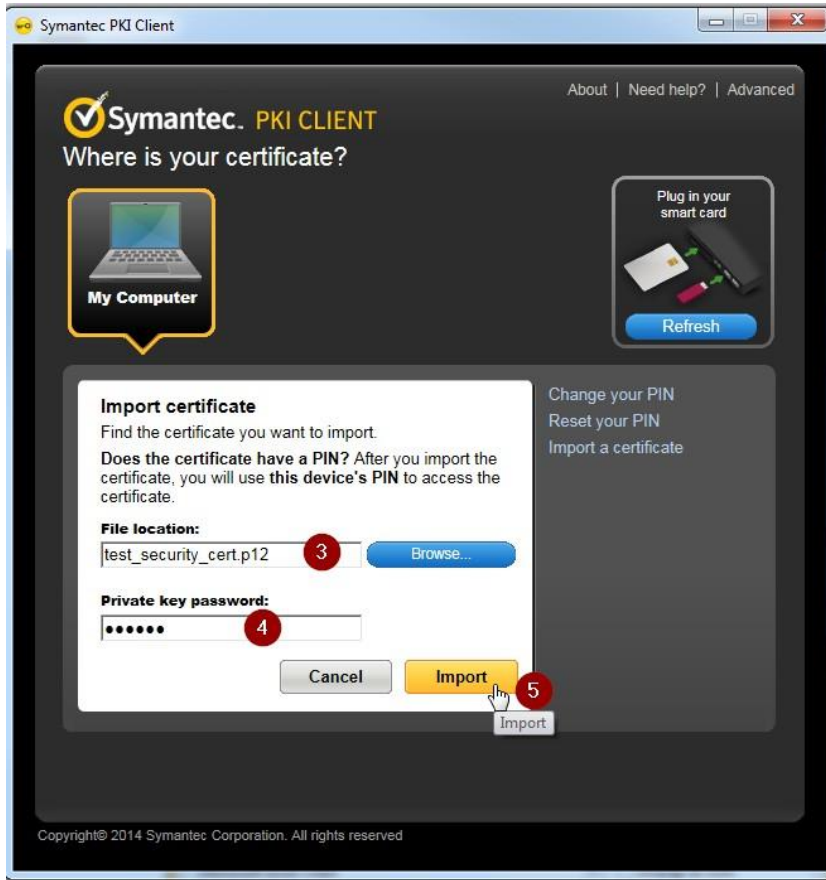 Symantec PKI Client
About | Need help? | Advanced
Symantec. PKI CLIENT
Where is your certificate?
My Computer
Plug in your
smart card
Refresh
Import certificate
Find the certificate you want to import.
Does the certificate have a PIN? After you import the
certificate, you will use this device's PIN to access the
certificate.
File location:
test_security_cert.p12
3
Browse...
Private key password:
••••••
4
Cancel
Import
5
Import
Change your PIN
Reset your PIN
Import a certificate
Copyright© 2014 Symantec Corporation. All rights reserved